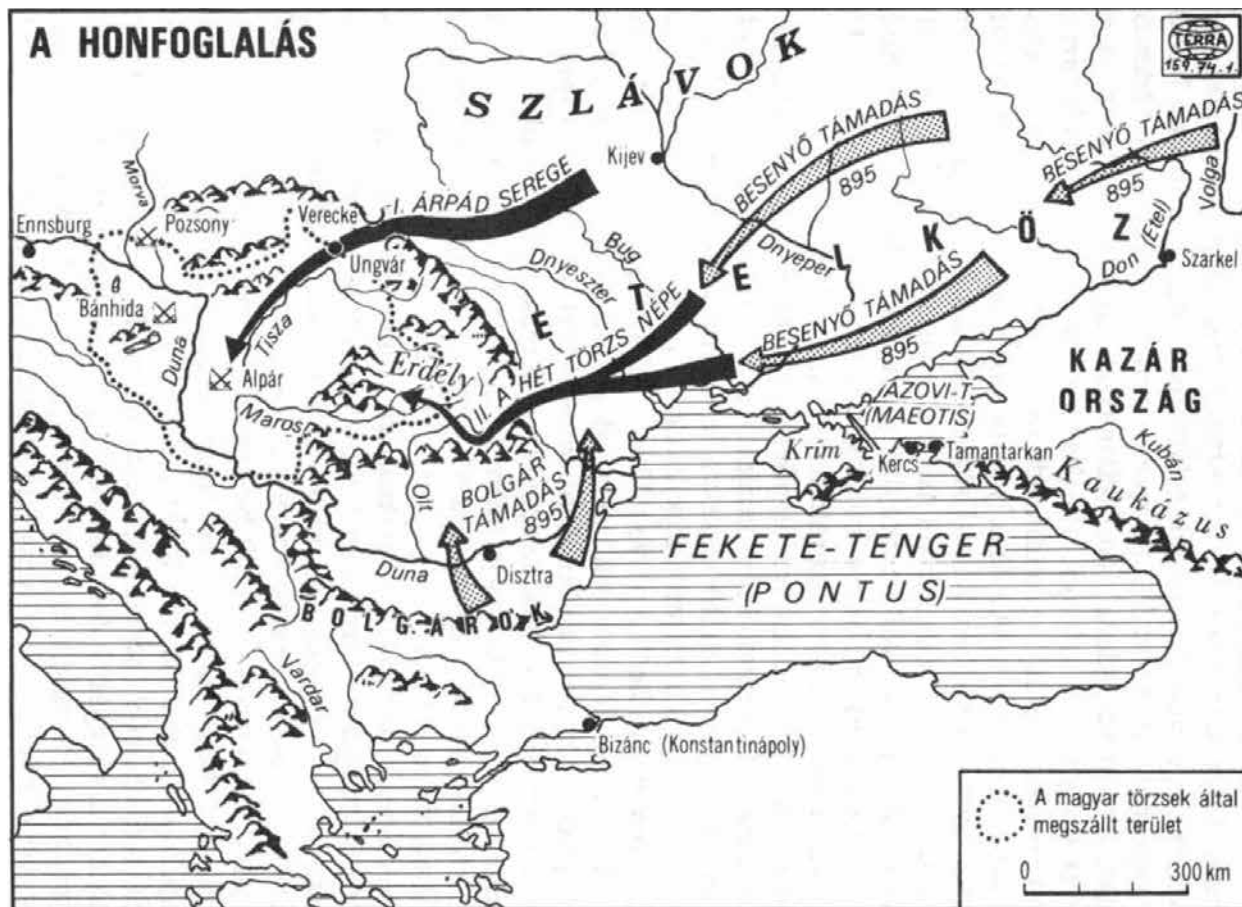 A HONFOGLALÁS
TERRA
159.74.1.
SZLÁVOK
Kijev
BESENYŐ TÁMADÁS
895
BESENYŐ TÁMADÁS
895
Volga
Morva
I. ÁRPÁD SEREGE
Ennsburg
Pozsony
Verecke
Ungvár
Bug
Dnyeszter
Dnyeper
ETELKÖZ
Don
(Etel)
Szarkel
Bánhida
Duna
Tisza
Alpár
Erdély
II. A HÉT TÖRZS NÉPE
BESENYŐ TÁMADÁS
895
KAZÁR
ORSZÁG
Maros
AZOVI-T.
(MAEOTIS)
Krím
Kercs
Tamantarkan
Kubán
Kaukázus
Olt
BOLGÁR
TÁMADÁS
895
Duna
Disztra
FEKETE-TENGER
(PONTUS)
BOLGÁROK
Vardar
Bizánc (Konstantinápoly)
A magyar törzsek által
megszállt terület
0 300 km